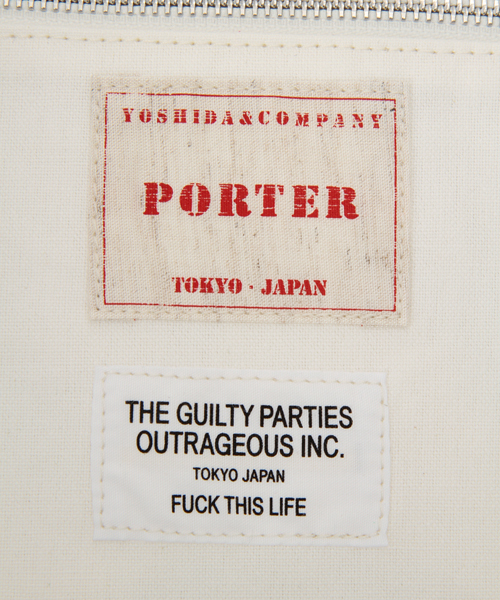 YOSHIDA&COMPANY
PORTER
TOKYO · JAPAN
THE GUILTY PARTIES
OUTRAGEOUS INC.
TOKYO JAPAN
FUCK THIS LIFE